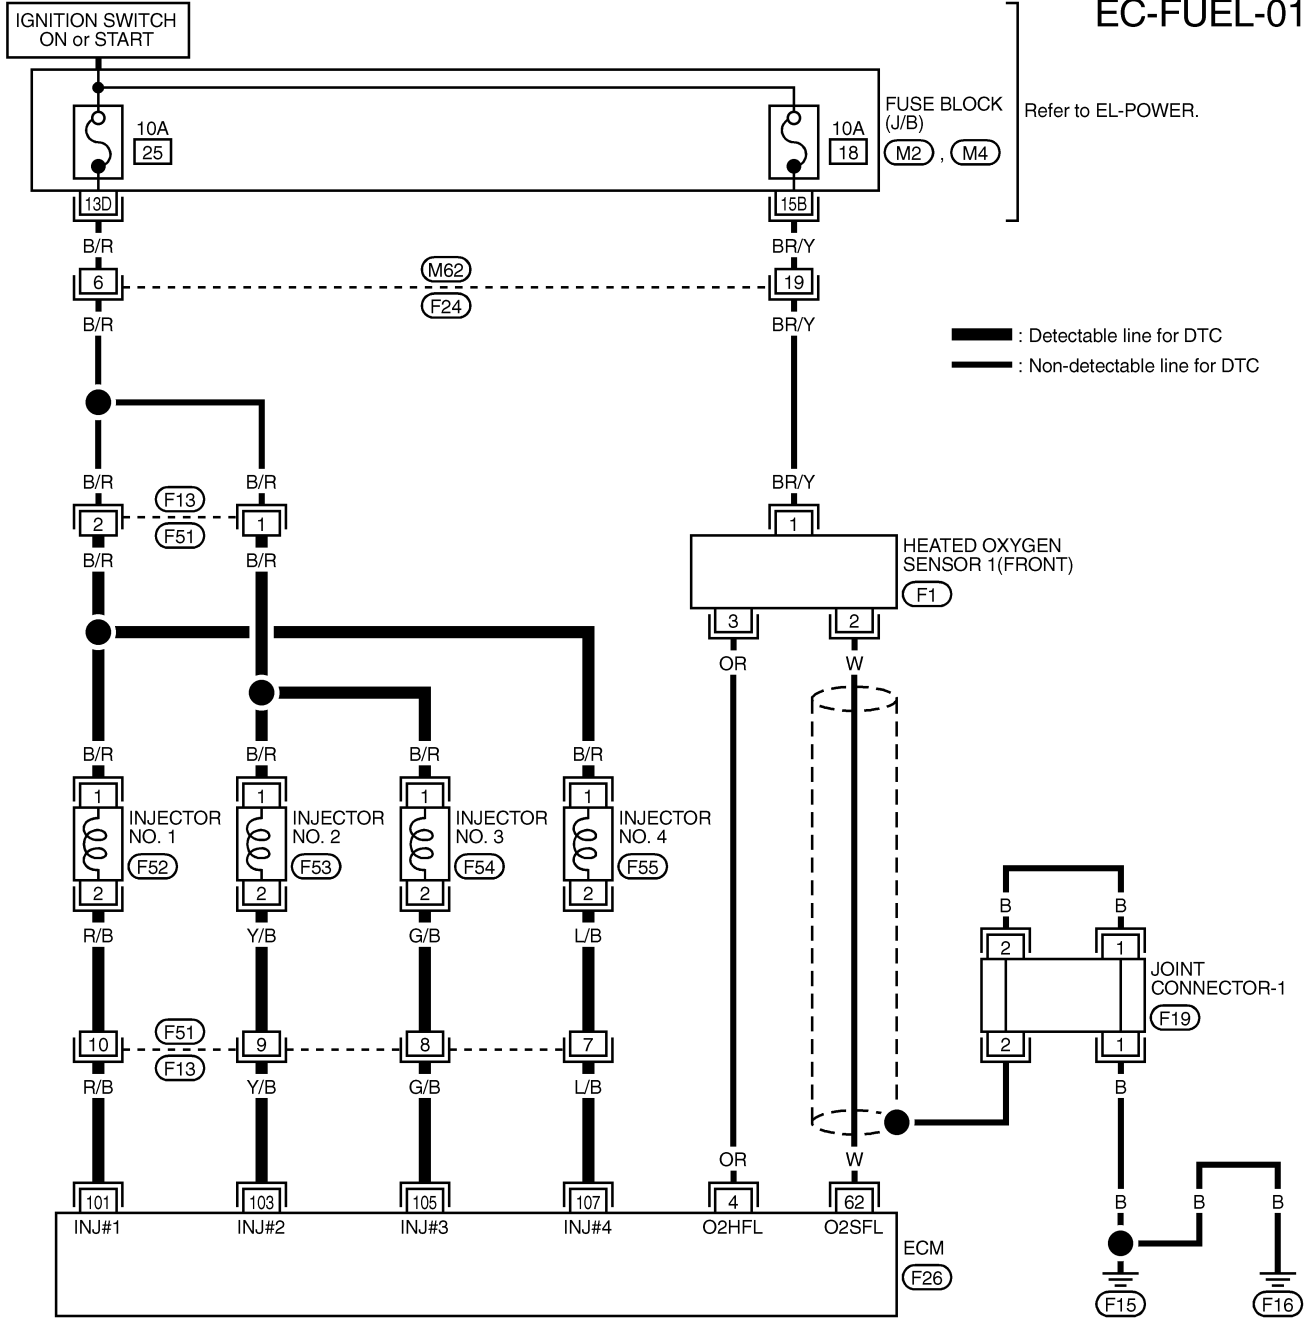 EC-FUEL-01
IGNITION SWITCH
ON or START
10A
25
10A
18
FUSE BLOCK
(J/B)
M2 , M4
Refer to EL-POWER.
13D
15B
B/R
BR/Y
6
M62
F24
19
B/R
BR/Y
: Detectable line for DTC
: Non-detectable line for DTC
B/R
B/R
BR/Y
2
F13
F51
1
1
B/R
B/R
HEATED OXYGEN
SENSOR 1(FRONT)
F1
3
2
OR
W
B/R
B/R
B/R
B/R
1
1
1
1
INJECTOR
NO. 1
F52
INJECTOR
NO. 2
F53
INJECTOR
NO. 3
F54
INJECTOR
NO. 4
F55
2
2
2
2
B
B
R/B
Y/B
G/B
L/B
2
1
JOINT
CONNECTOR-1
F19
10
F51
F13
9
8
7
2
1
R/B
Y/B
G/B
L/B
B
OR
W
101
103
105
107
4
62
B
B
B
INJ#1
INJ#2
INJ#3
INJ#4
O2HFL
O2SFL
ECM
F26
F15
F16